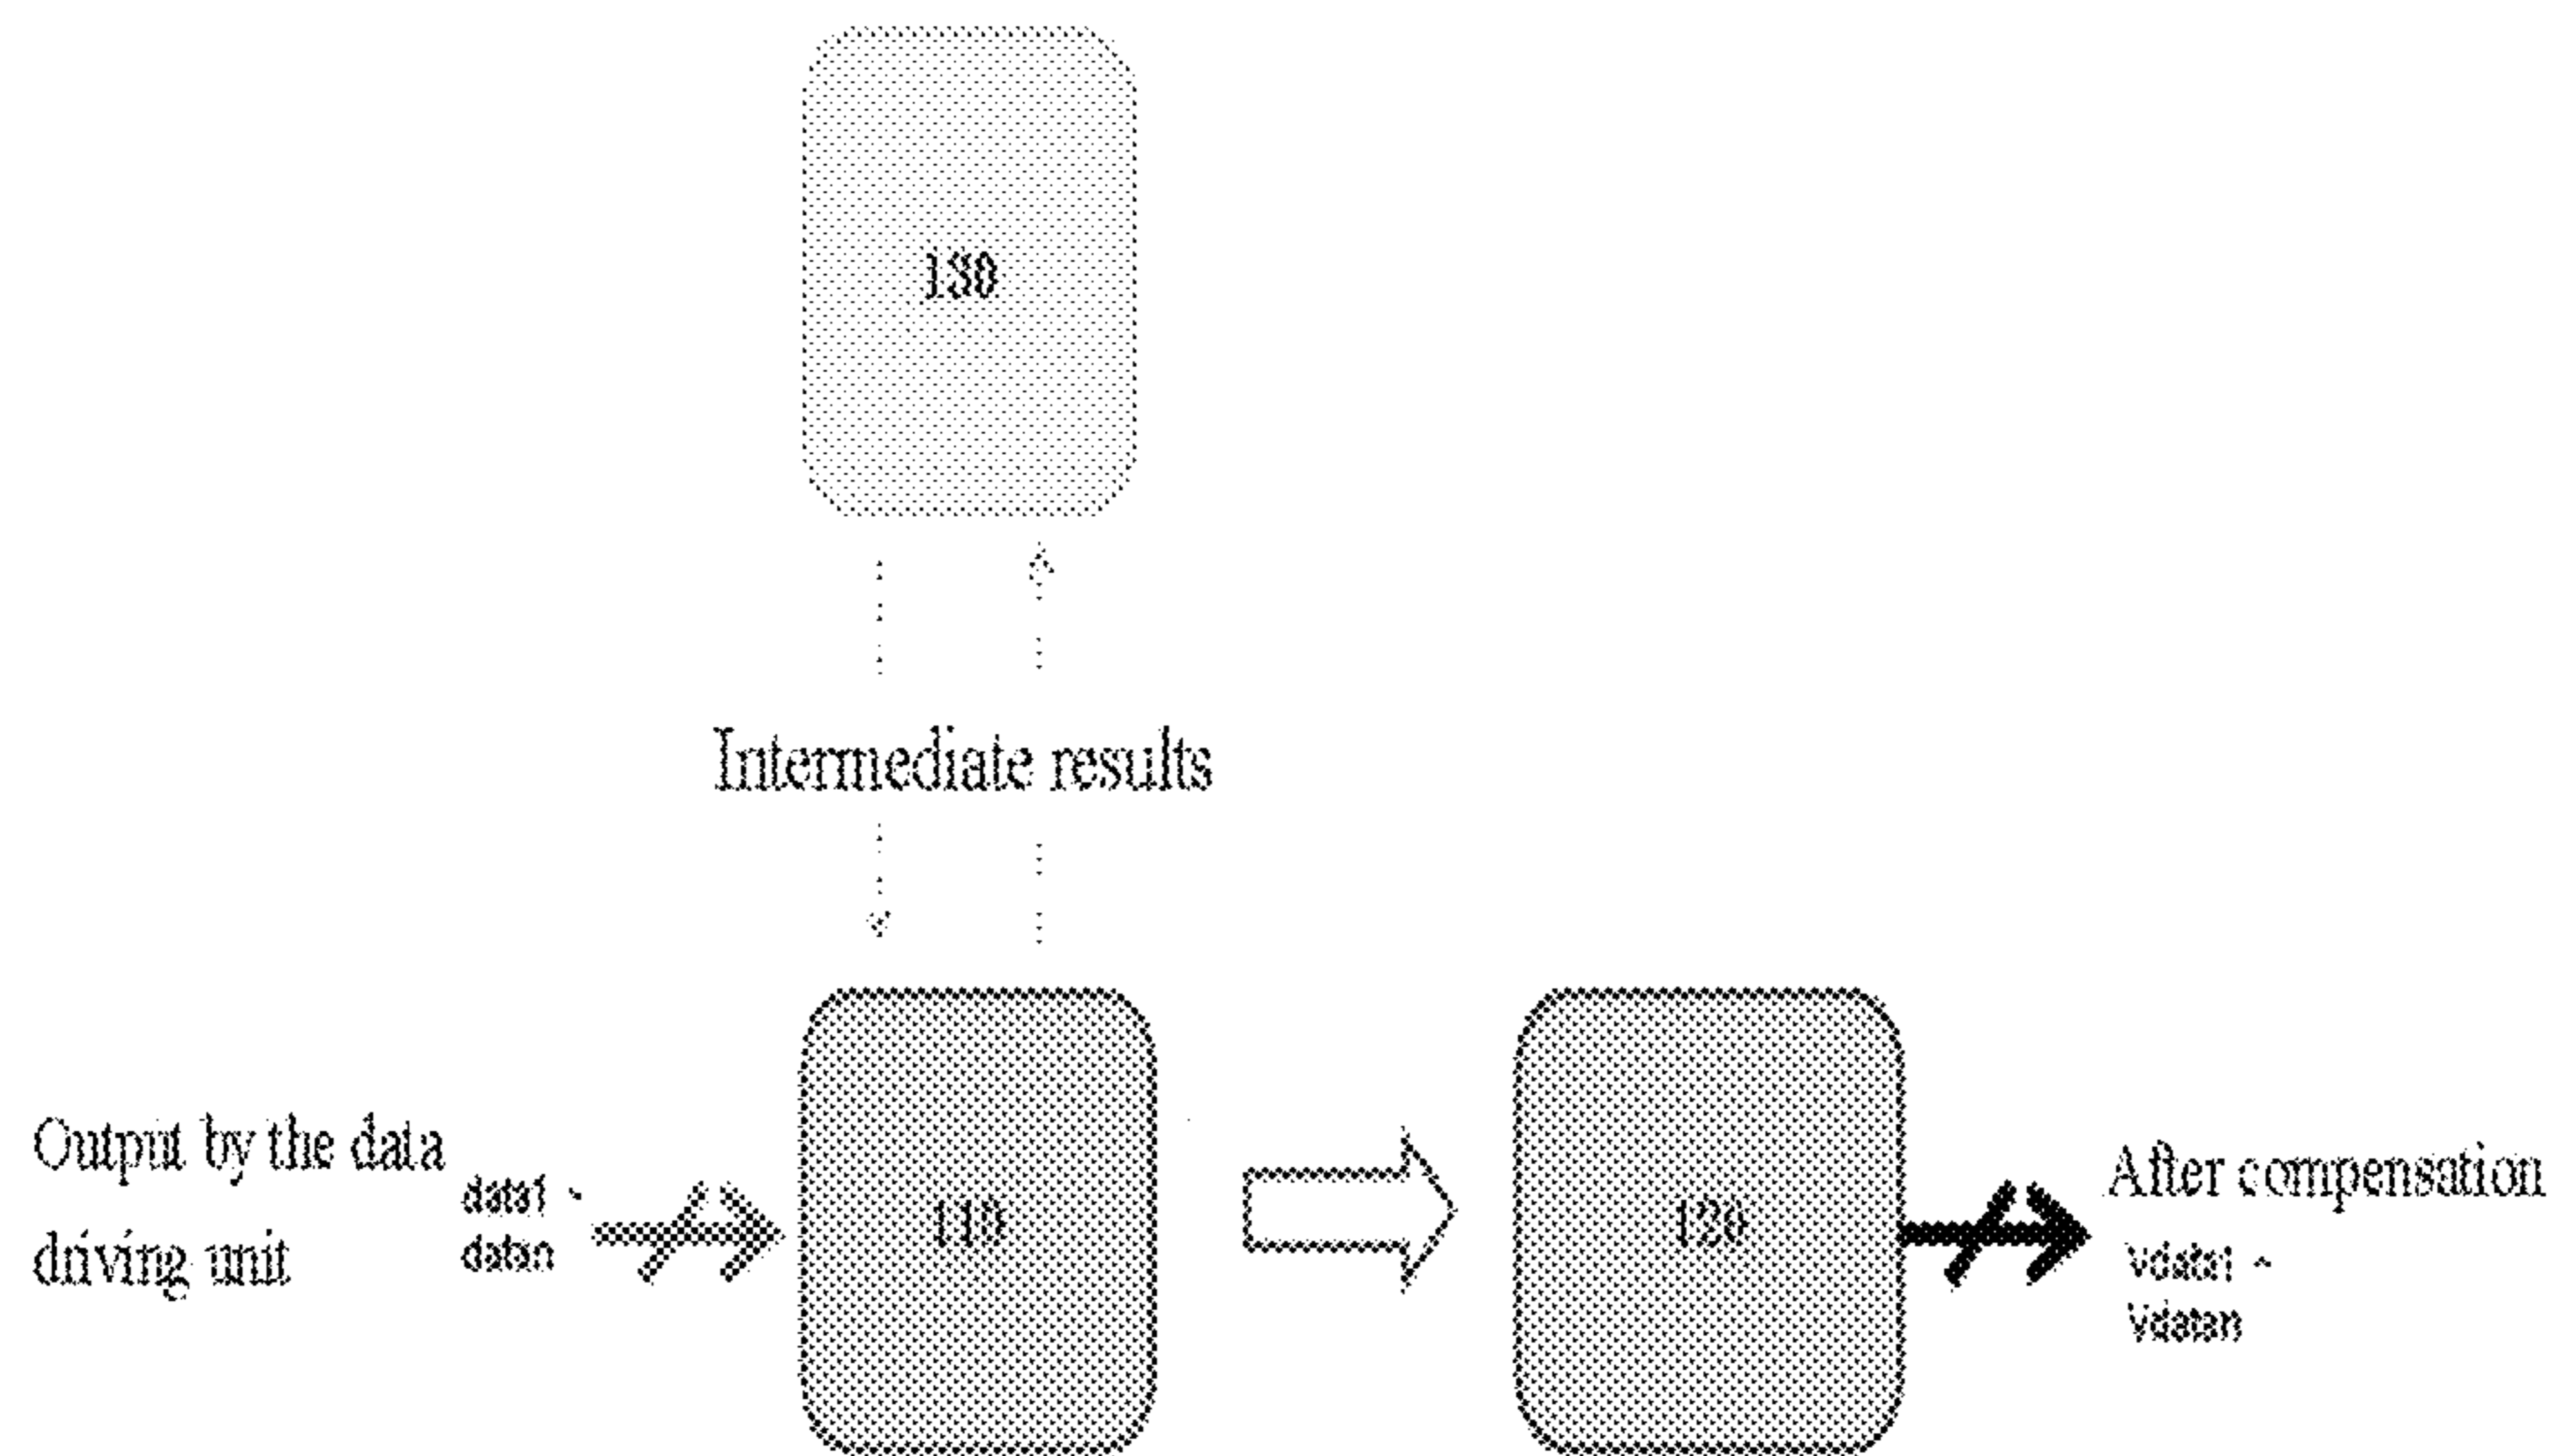 130
Intermediate results
Output by the data
driving unit
data1 ~
datan
110
120
After compensation
Vdata1 ~
Vdatan